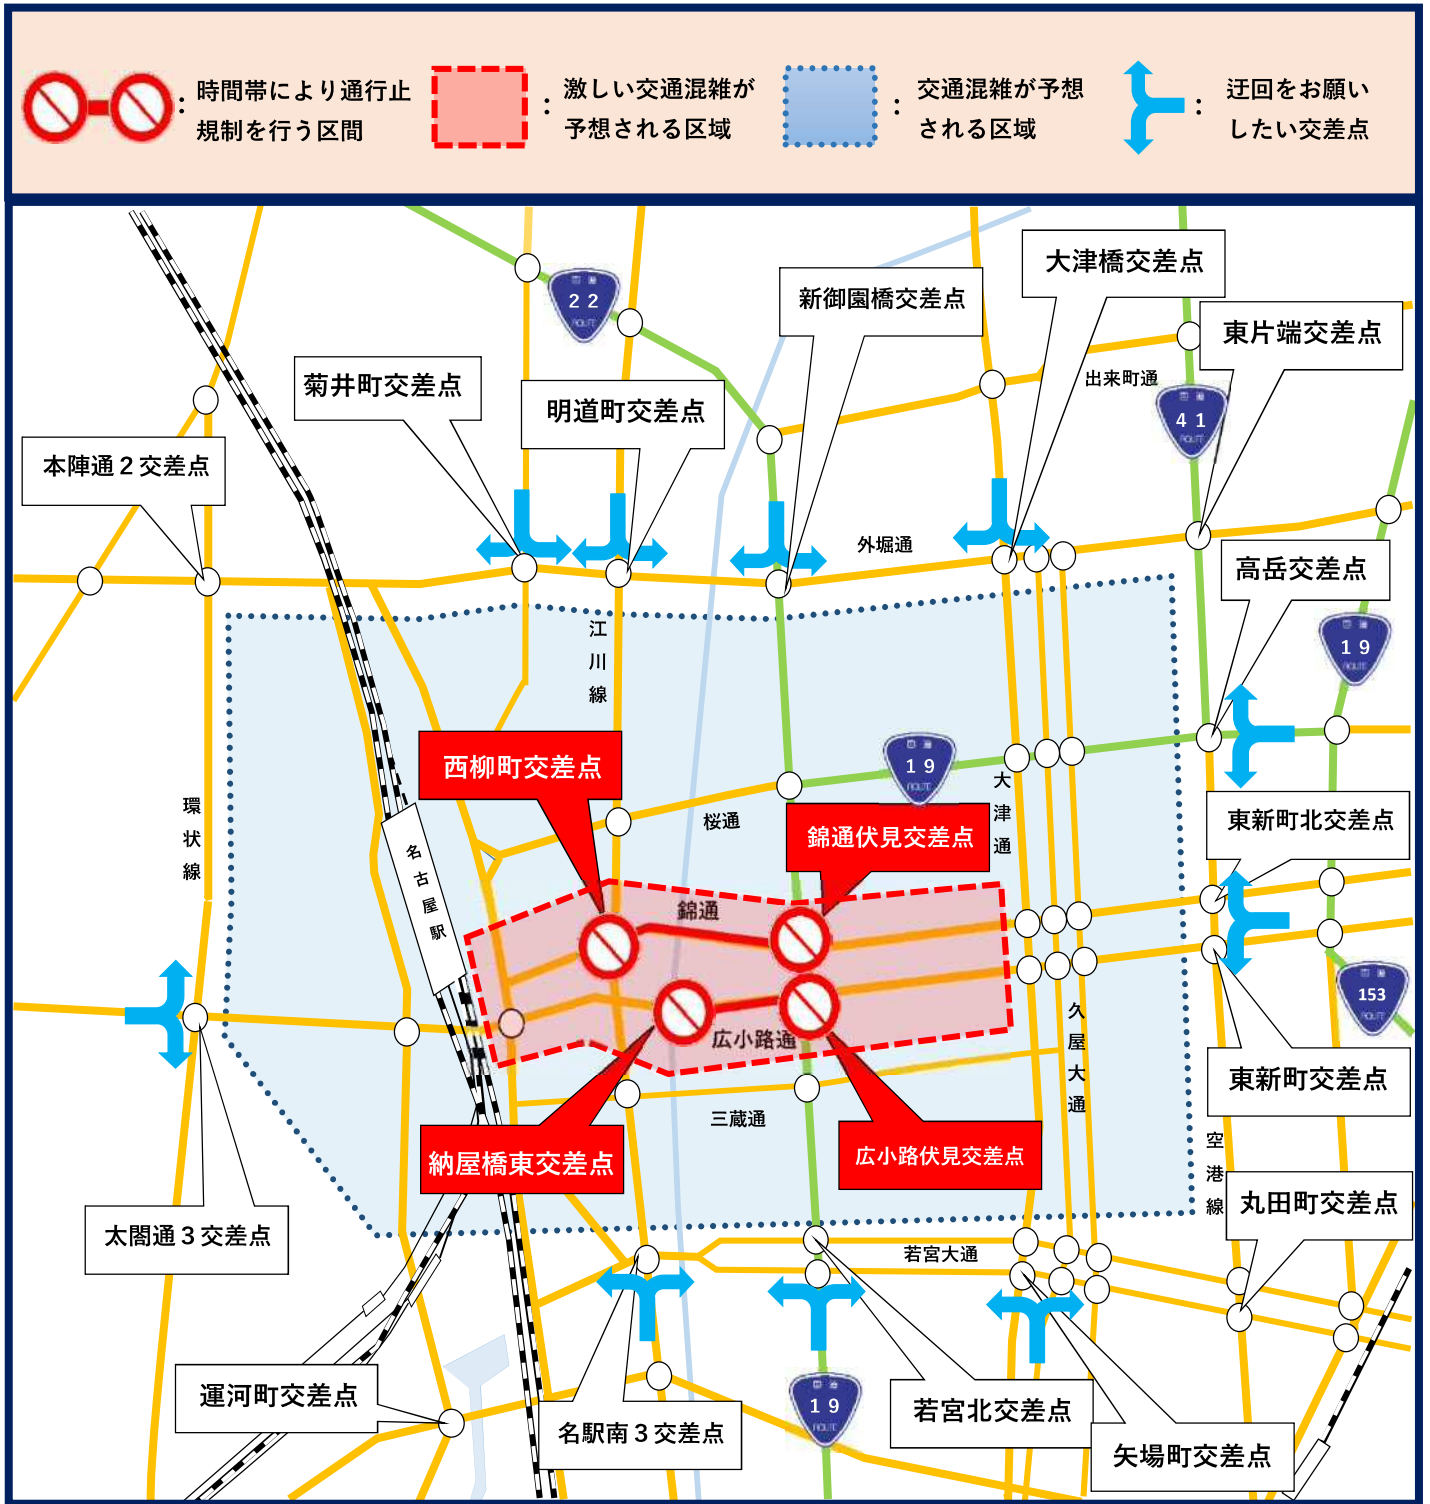 ：時間帯により通行止
規制を行う区間
：激しい交通混雑が
予想される区域
：交通混雑が予想
される区域
：迂回をお願い
したい交差点
大津橋交差点
新御園橋交差点
22
ROUTE
東片端交差点
菊井町交差点
出来町通
明道町交差点
41
ROUTE
本陣通２交差点
外堀通
高岳交差点
江川線
19
ROUTE
西柳町交差点
19
ROUTE
大津通
環状線
桜通
錦通伏見交差点
東新町北交差点
名古屋駅
錦通
153
広小路通
久屋大通
東新町交差点
三蔵通
納屋橋東交差点
広小路伏見交差点
空港線
丸田町交差点
太閤通３交差点
若宮大通
運河町交差点
19
ROUTE
若宮北交差点
名駅南３交差点
矢場町交差点